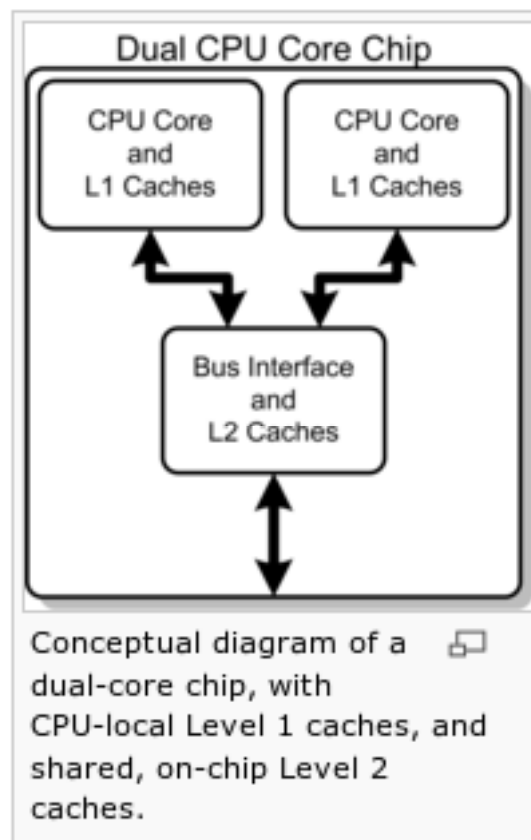 Dual CPU Core Chip
CPU Core
and
L1 Caches
CPU Core
and
L1 Caches
Bus Interface
and
L2 Caches
Conceptual diagram of a
dual-core chip, with
CPU-local Level 1 caches, and
shared, on-chip Level 2
caches.